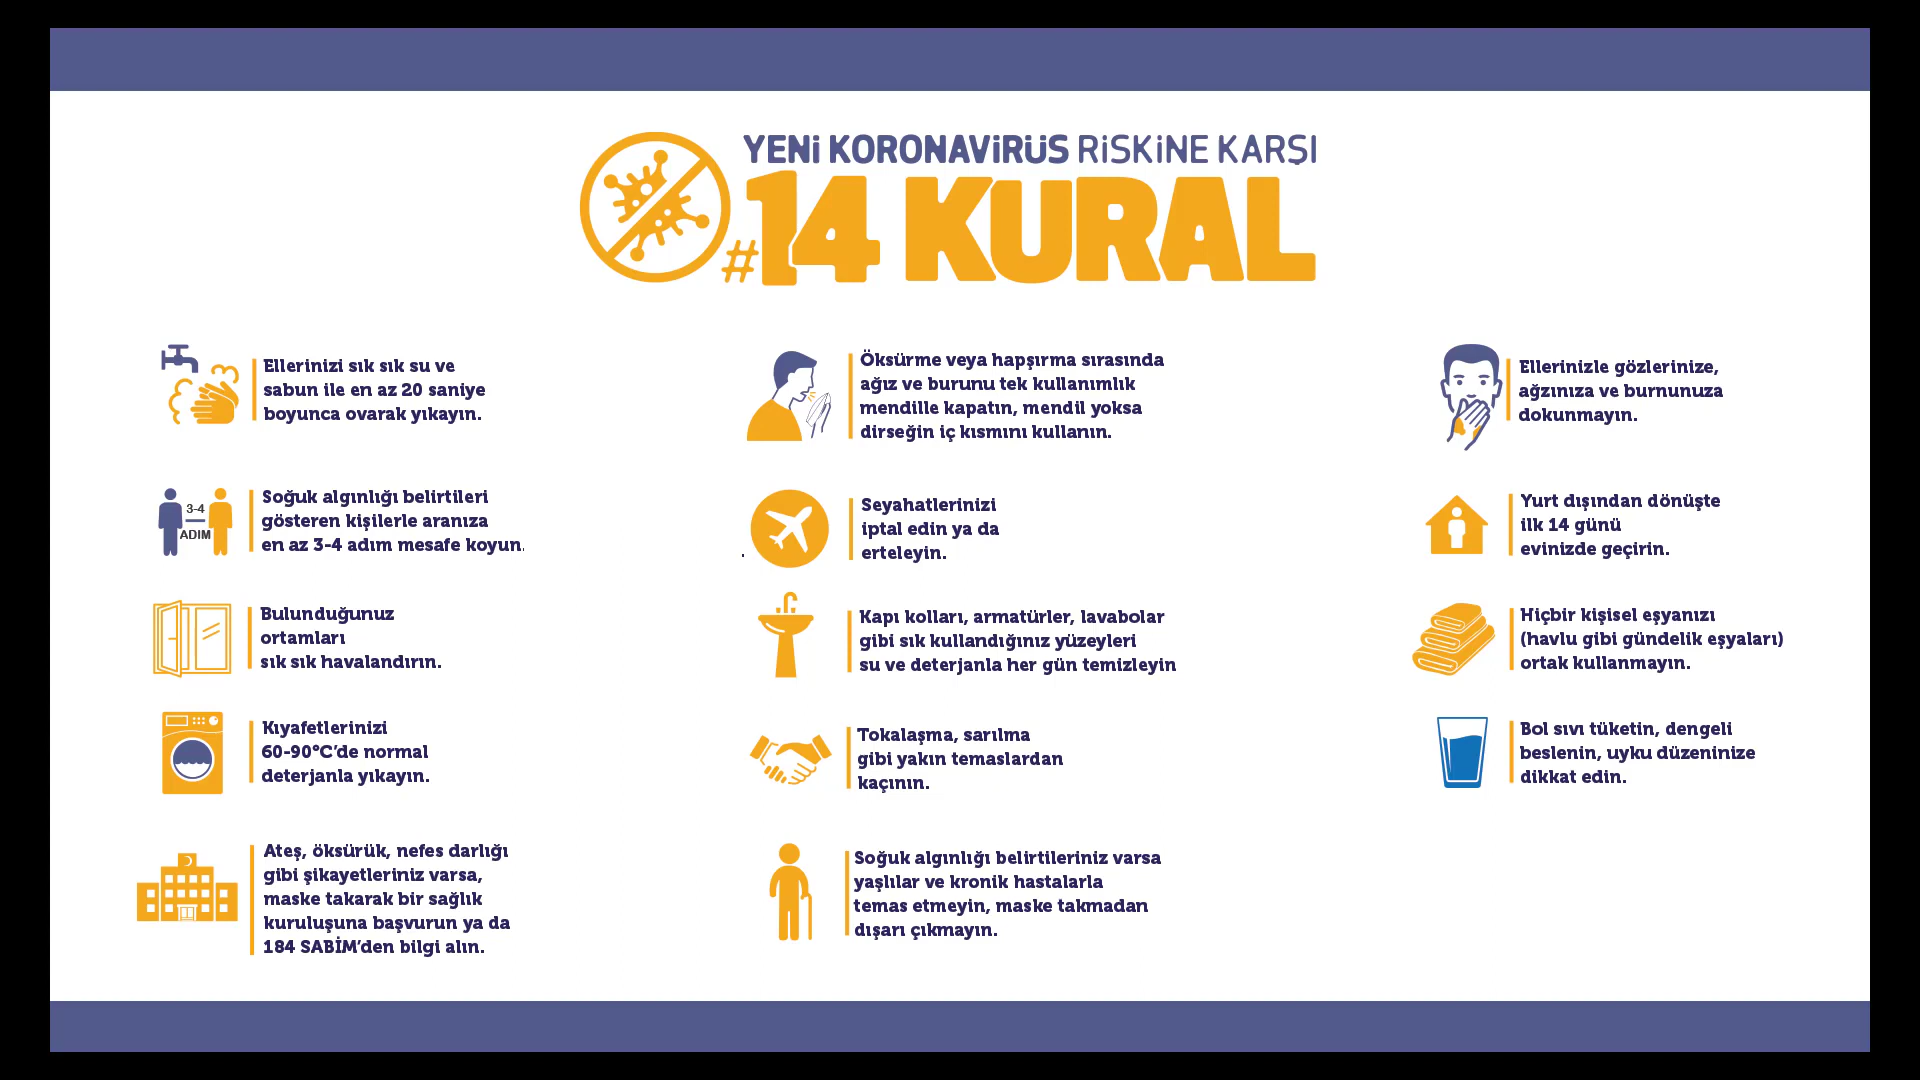 YENİ KORONAVİRÜS RİSKİNE KARŞI
#14 KURAL
Ellerinizi sık sık su ve
sabun ile en az 20 saniye
boyunca ovarak yıkayın.
Öksürme veya hapşırma sırasında
ağız ve burunu tek kullanımlık
mendille kapatın, mendil yoksa
dirseğin iç kısmını kullanın.
Ellerinizle gözlerinize,
ağzınıza ve burnunuza
dokunmayın.
3-4
ADIM
Soğuk algınlığı belirtileri
gösteren kişilerle aranıza
en az 3-4 adım mesafe koyun.
Seyahatlerinizi
iptal edin ya da
erteleyin.
Yurt dışından dönüşte
ilk 14 günü
evinizde geçirin.
Bulunduğunuz
ortamları
sık sık havalandırın.
Kapı kolları, armatürler, lavabolar
gibi sık kullandığınız yüzeyleri
su ve deterjanla her gün temizleyin
Hiçbir kişisel eşyanızı
(havlu gibi gündelik eşyaları)
ortak kullanmayın.
Kıyafetlerinizi
60-90°C'de normal
deterjanla yıkayın.
Tokalaşma, sarılma
gibi yakın temaslardan
kaçının.
Bol sıvı tüketin, dengeli
beslenin, uyku düzeninize
dikkat edin.
Ateş, öksürük, nefes darlığı
gibi şikayetleriniz varsa,
maske takarak bir sağlık
kuruluşuna başvurun ya da
184 SABİM'den bilgi alın.
Soğuk algınlığı belirtileriniz varsa
yaşlılar ve kronik hastalarla
temas etmeyin, maske takmadan
dışarı çıkmayın.